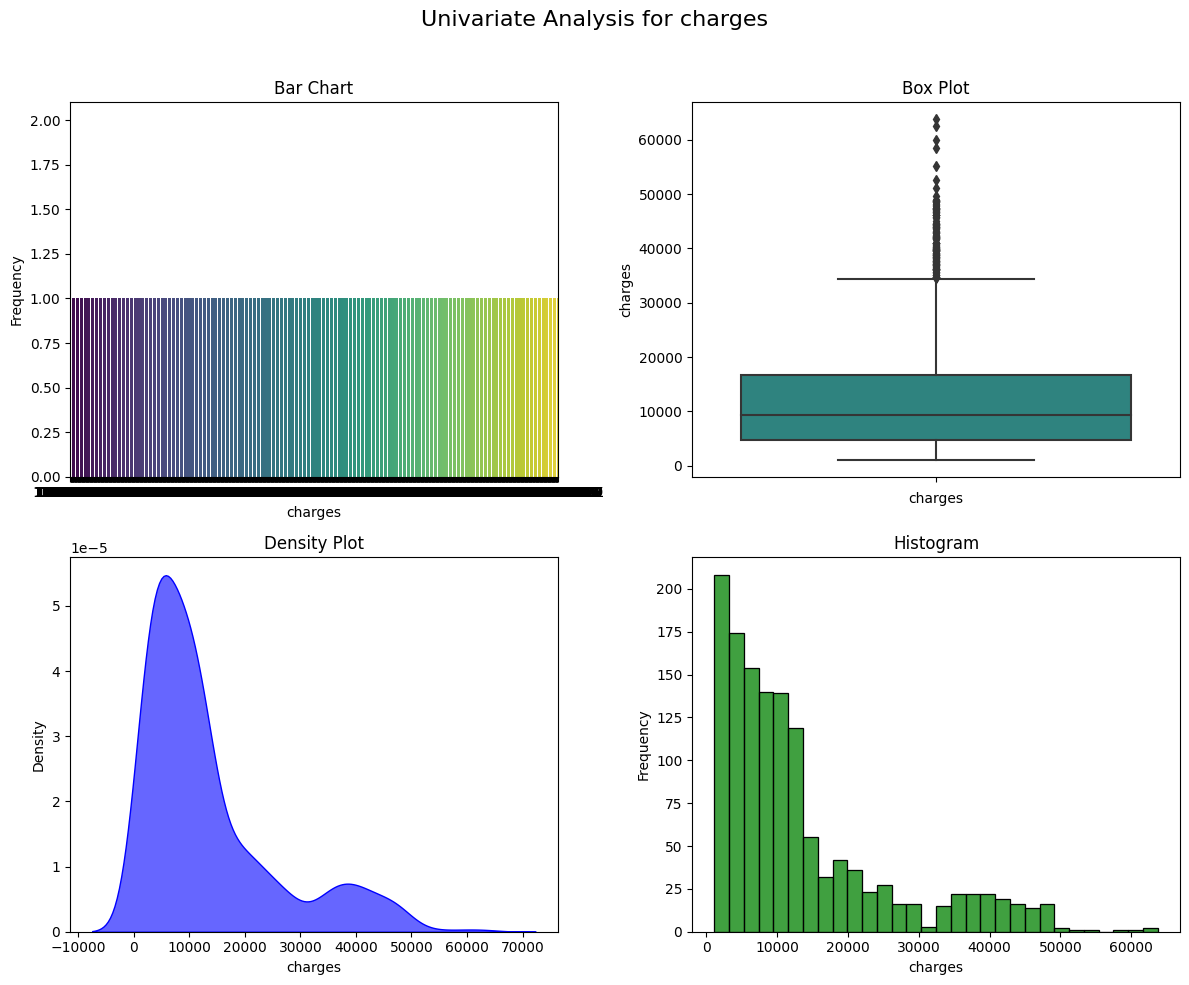 Univariate Analysis for charges
Bar Chart
2.00
1.75
1.50
1.25
1.00
0.75
0.50
0.25
0.00
Frequency
charges
Box Plot
60000
50000
40000
30000
20000
10000
0
charges
charges
Density Plot
1e−5
5
4
3
2
1
0
Density
−10000 0 10000 20000 30000 40000 50000 60000 70000
charges
Histogram
200
175
150
125
100
75
50
25
0
Frequency
0 10000 20000 30000 40000 50000 60000
charges